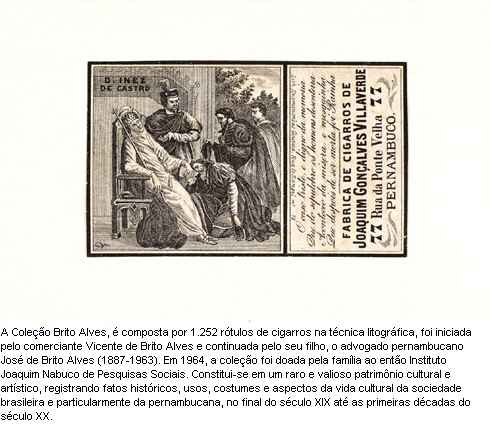 D. INEZ
DE CASTRO
O caso triste, e digno da memoria
Que do sepulchro os homens desenterra
Aconteceu da misera e mesquinha
Que depois de ser morta foi Rainha
FABRICA DE CIGARROS DE
JOAQUIM GONÇALVES VILLAVERDE
77 Rua da Ponte Velha 77
PERNAMBUCO.
A Coleção Brito Alves, é composta por 1.252 rótulos de cigarros na técnica litográfica, foi iniciada
pelo comerciante Vicente de Brito Alves e continuada pelo seu filho, o advogado pernambucano
José de Brito Alves (1887-1963). Em 1964, a coleção foi doada pela família ao então Instituto
Joaquim Nabuco de Pesquisas Sociais. Constitui-se em um raro e valioso patrimônio cultural e
artístico, registrando fatos históricos, usos, costumes e aspectos da vida cultural da sociedade
brasileira e particularmente da pernambucana, no final do século XIX até as primeiras décadas do
século XX.